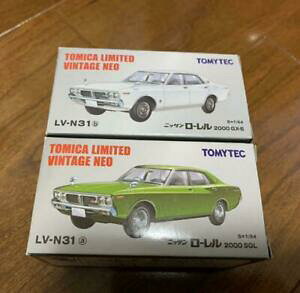 TOMICA LIMITED
VINTAGE NEO
TOMYTEC
S=1/64
LV-N31 b
ニッサン ローレル 2000 GX-6
TOMICA LIMITED
VINTAGE NEO
TOMYTEC
S=1/64
LV-N31 a
ニッサン ローレル 2000 SGL